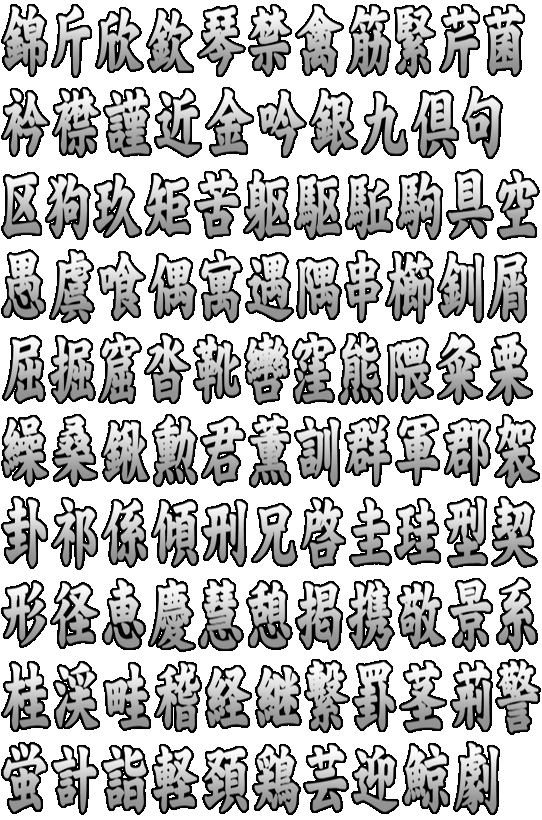 錦斤欣欽琴禁禽筋緊芹菌
衿襟謹近金吟銀九倶句
区狗玖矩苦躯駆駈駒具空
愚虞喰偶寓遇隅串櫛釧屑
屈掘窟沓靴轡窪熊隈粂栗
繰桑鍬勲君薫訓群軍郡袈
卦祁係傾刑兄啓圭珪型契
形径恵慶慧憩掲携敬景系
桂渓畦稽経継繋罫茎荊警
蛍計詣軽頚鶏芸迎鯨劇